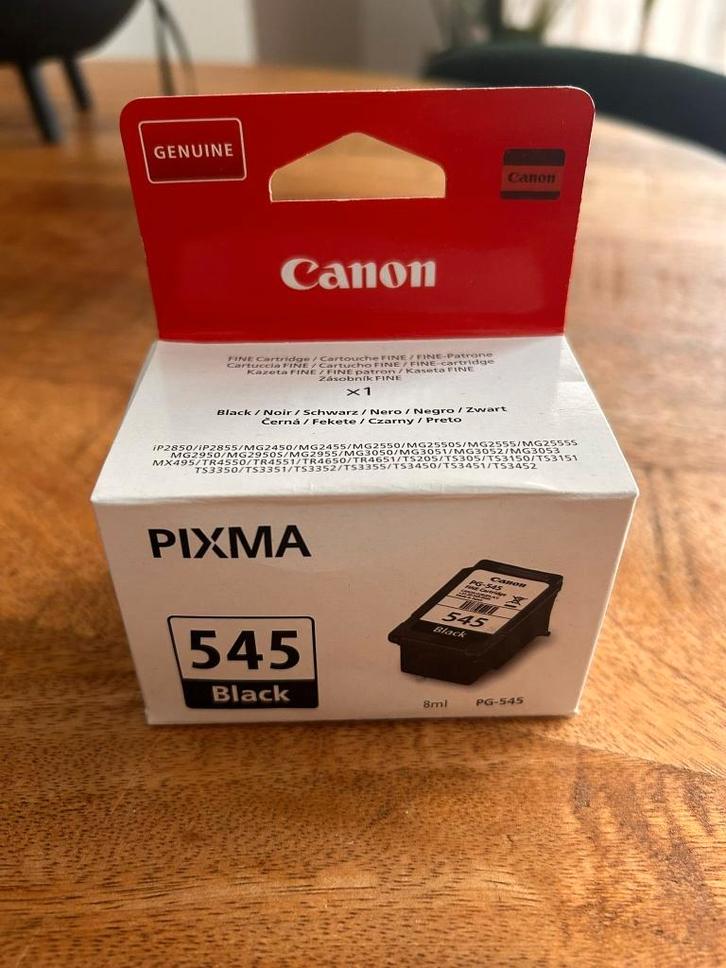 GENUINE
Canon
Canon
FINE Cartridge / Cartouche FINE / FINE-Patrone
Cartuccia FINE / Cartucho FINE / FINE-cartridge
Kazeta FINE / FINE patron / Kaseta FINE
Zásobník FINE
×1
Black / Noir / Schwarz / Nero / Negro / Zwart
Černá / Fekete / Czarny / Preto
iP2850/iP2855/MG2450/MG2455/MG2550/MG2550S/MG2555/MG2555S
MG2950/MG2950S/MG2955/MG3050/MG3051/MG3052/MG3053
MX495/TR4550/TR4551/TR4650/TR4651/TS205/TS305/TS3150/TS3151
TS3350/TS3351/TS3352/TS3355/TS3450/TS3451/TS3452
PIXMA
545
Black
Canon
PG-545
FINE Cartridge
545
Black
8ml PG-545